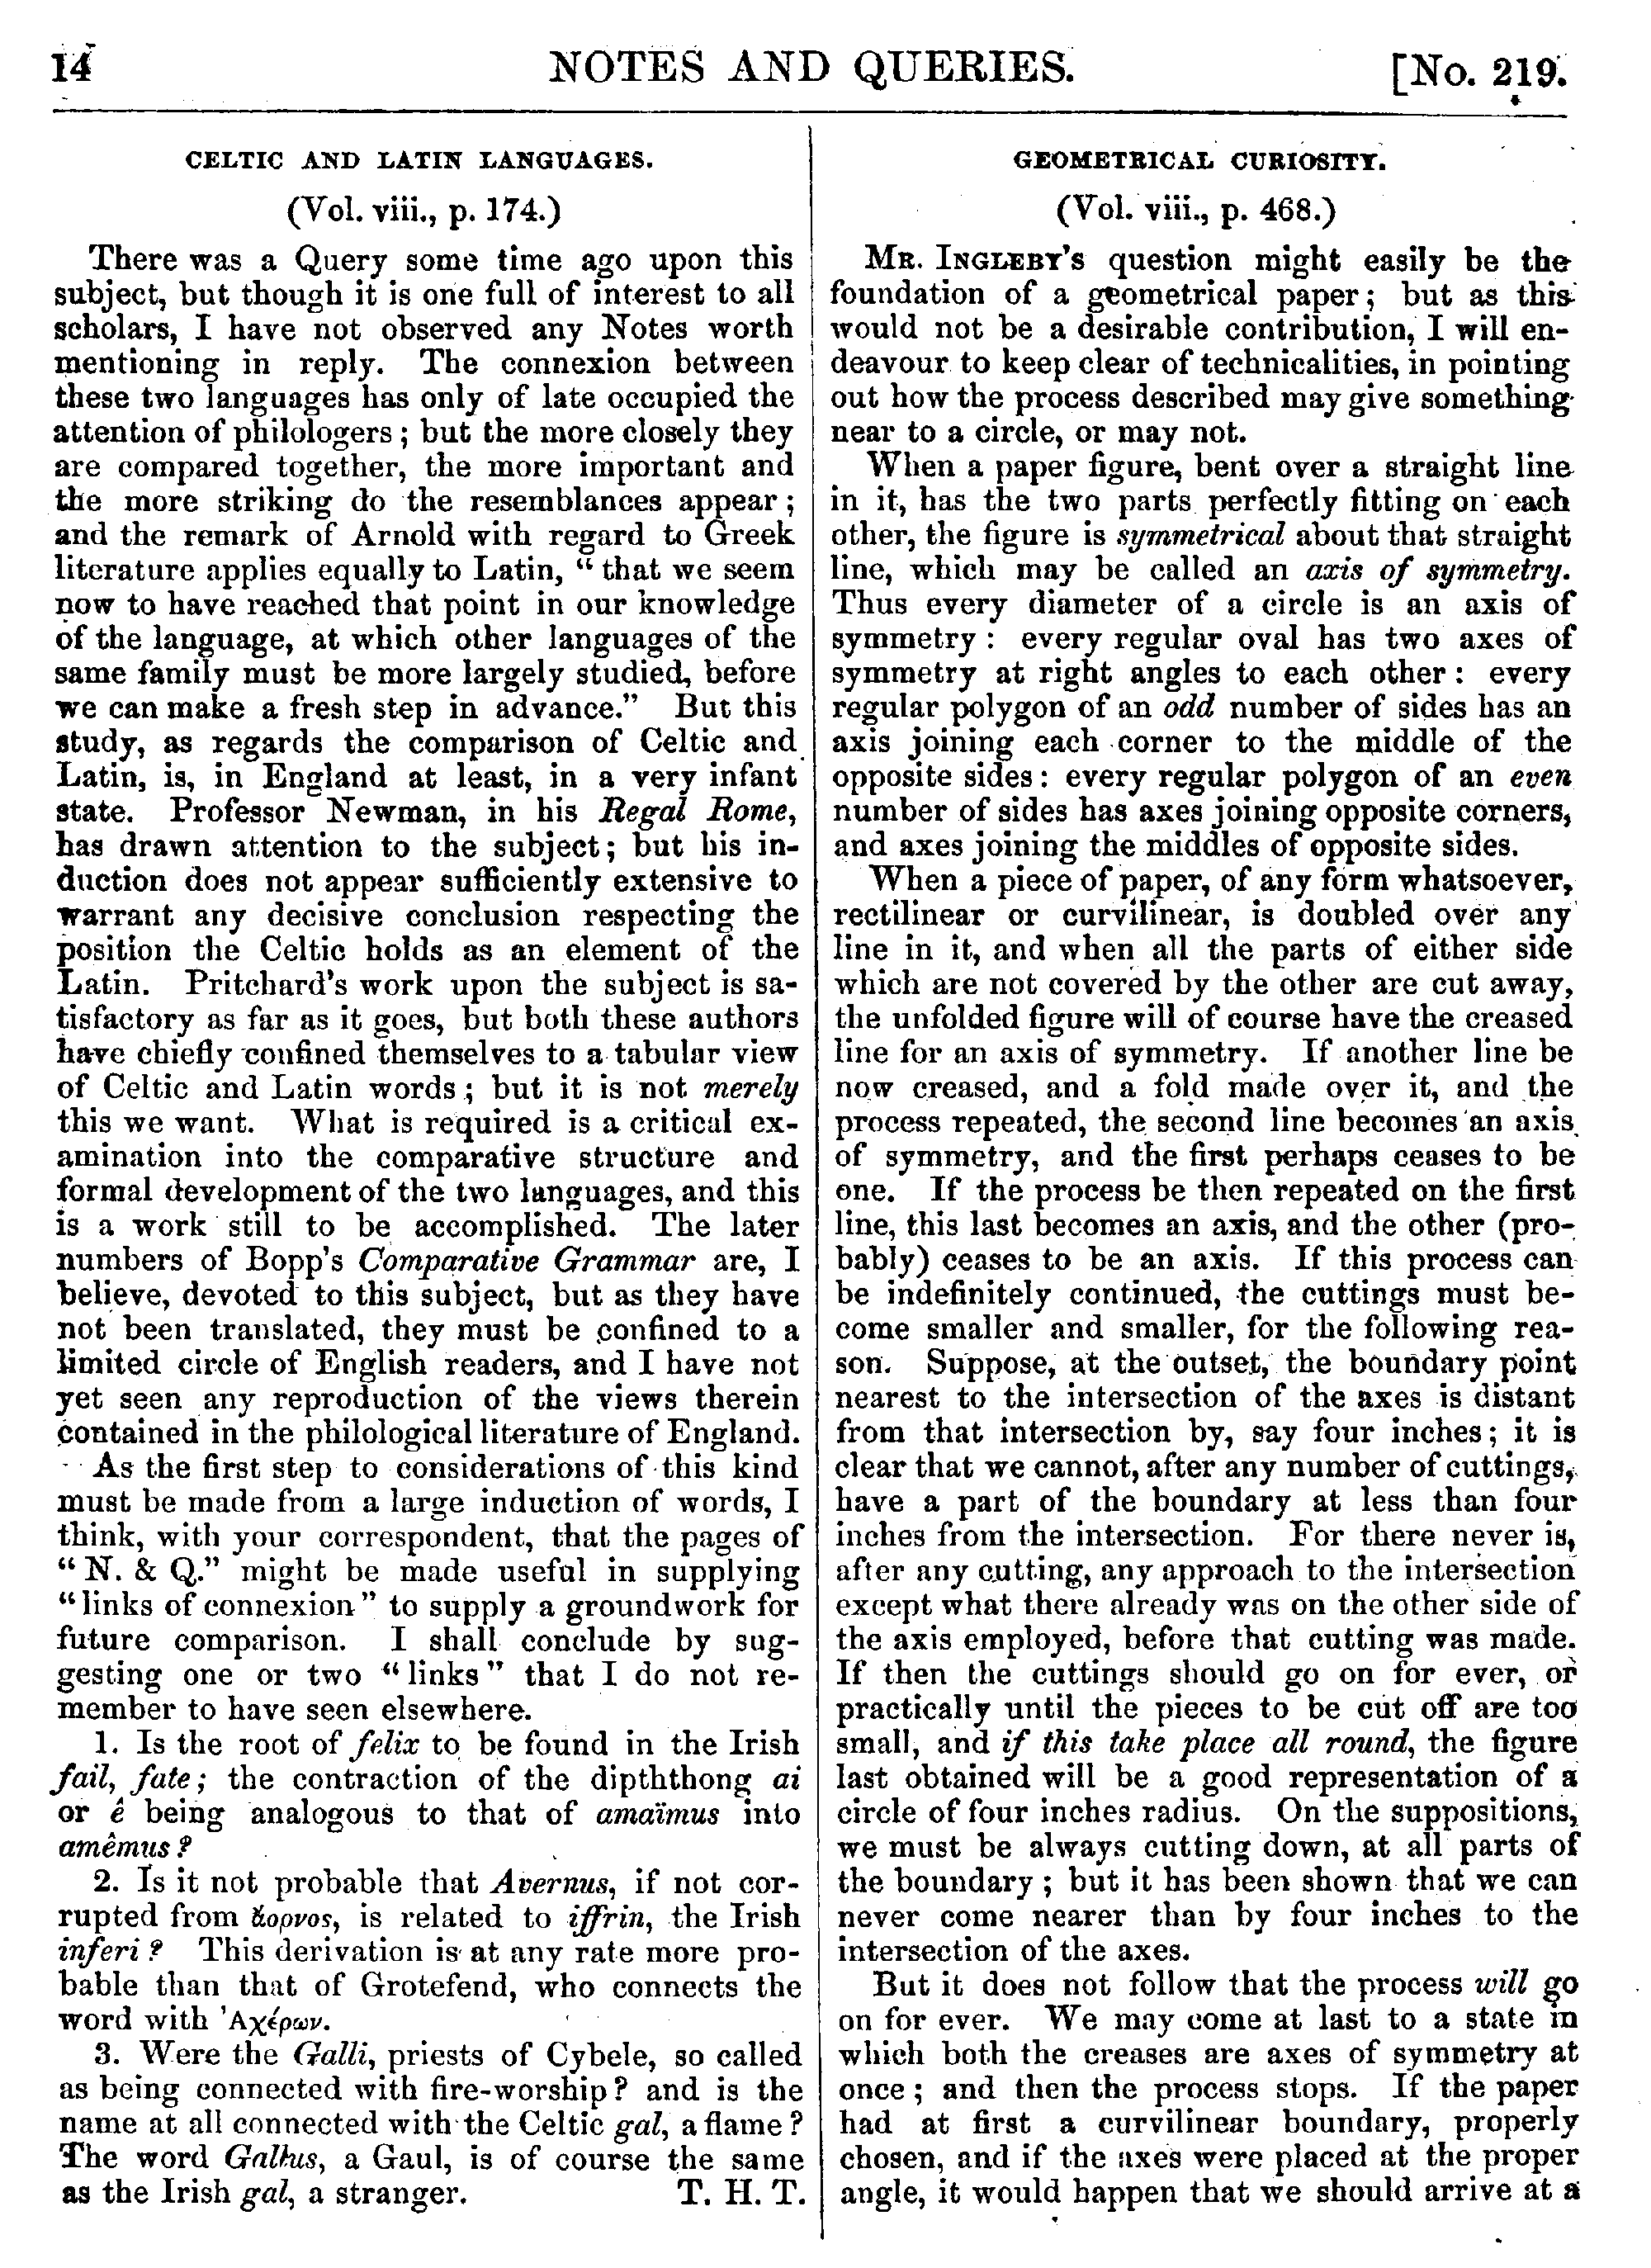 14 NOTES AND QUERIES. [No. 219.
CELTIC AND LATIN LANGUAGES.
(Vol. viii., p. 174.)
There was a Query some time ago upon this
subject, but though it is one full of interest to all
scholars, I have not observed any Notes worth
mentioning in reply. The connexion between
these two languages has only of late occupied the
attention of philologers; but the more closely they
are compared together, the more important and
the more striking do the resemblances appear;
and the remark of Arnold with regard to Greek
literature applies equally to Latin, "that we seem
now to have reached that point in our knowledge
of the language, at which other languages of the
same family must be more largely studied, before
we can make a fresh step in advance." But this
study, as regards the comparison of Celtic and
Latin, is, in England at least, in a very infant
state. Professor Newman, in his Regal Rome,
has drawn attention to the subject; but his in-
duction does not appear sufficiently extensive to
warrant any decisive conclusion respecting the
position the Celtic holds as an element of the
Latin. Pritchard's work upon the subject is sa-
tisfactory as far as it goes, but both these authors
have chiefly confined themselves to a tabular view
of Celtic and Latin words; but it is not merely
this we want. What is required is a critical ex-
amination into the comparative structure and
formal development of the two languages, and this
is a work still to be accomplished. The later
numbers of Bopp's Comparative Grammar are, I
believe, devoted to this subject, but as they have
not been translated, they must be confined to a
limited circle of English readers, and I have not
yet seen any reproduction of the views therein
contained in the philological literature of England.
As the first step to considerations of this kind
must be made from a large induction of words, I
think, with your correspondent, that the pages of
"N. & Q." might be made useful in supplying
"links of connexion" to supply a groundwork for
future comparison. I shall conclude by sug-
gesting one or two "links" that I do not re-
member to have seen elsewhere.
1. Is the root of felix to be found in the Irish
fail, fate; the contraction of the dipththong ai
or ê being analogous to that of amaïmus into
amêmus?
2. Is it not probable that Avernus, if not cor-
rupted from ἄορνος, is related to iffrin, the Irish
inferi? This derivation is at any rate more pro-
bable than that of Grotefend, who connects the
word with Ἀχέρων.
3. Were the Galli, priests of Cybele, so called
as being connected with fire-worship? and is the
name at all connected with the Celtic gal, a flame?
The word Gallus, a Gaul, is of course the same
as the Irish gal, a stranger. T. H. T.
GEOMETRICAL CURIOSITY.
(Vol. viii., p. 468.)
MR. INGLEBY'S question might easily be the
foundation of a geometrical paper; but as this
would not be a desirable contribution, I will en-
deavour to keep clear of technicalities, in pointing
out how the process described may give something
near to a circle, or may not.
When a paper figure, bent over a straight line
in it, has the two parts perfectly fitting on each
other, the figure is symmetrical about that straight
line, which may be called an axis of symmetry.
Thus every diameter of a circle is an axis of
symmetry: every regular oval has two axes of
symmetry at right angles to each other: every
regular polygon of an odd number of sides has an
axis joining each corner to the middle of the
opposite sides: every regular polygon of an even
number of sides has axes joining opposite corners,
and axes joining the middles of opposite sides.
When a piece of paper, of any form whatsoever,
rectilinear or curvilinear, is doubled over any
line in it, and when all the parts of either side
which are not covered by the other are cut away,
the unfolded figure will of course have the creased
line for an axis of symmetry. If another line be
now creased, and a fold made over it, and the
process repeated, the second line becomes an axis
of symmetry, and the first perhaps ceases to be
one. If the process be then repeated on the first
line, this last becomes an axis, and the other (pro-
bably) ceases to be an axis. If this process can
be indefinitely continued, the cuttings must be-
come smaller and smaller, for the following rea-
son. Suppose, at the outset, the boundary point
nearest to the intersection of the axes is distant
from that intersection by, say four inches; it is
clear that we cannot, after any number of cuttings,
have a part of the boundary at less than four
inches from the intersection. For there never is,
after any cutting, any approach to the intersection
except what there already was on the other side of
the axis employed, before that cutting was made.
If then the cuttings should go on for ever, or
practically until the pieces to be cut off are too
small, and if this take place all round, the figure
last obtained will be a good representation of a
circle of four inches radius. On the suppositions,
we must be always cutting down, at all parts of
the boundary; but it has been shown that we can
never come nearer than by four inches to the
intersection of the axes.
But it does not follow that the process will go
on for ever. We may come at last to a state in
which both the creases are axes of symmetry at
once; and then the process stops. If the paper
had at first a curvilinear boundary, properly
chosen, and if the axes were placed at the proper
angle, it would happen that we should arrive at a